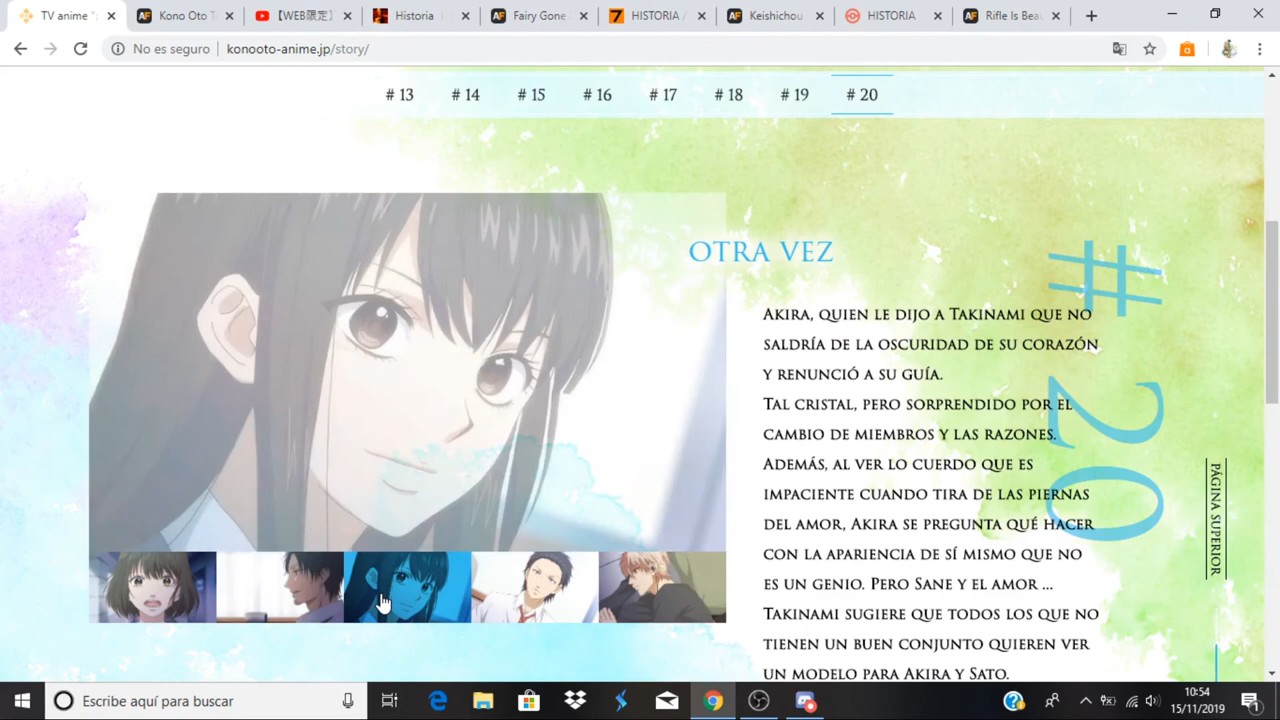 TV anime "
Kono Oto T
【WEB限定】
Historia
Fairy Gone
HISTORIA /
Keishichou
HISTORIA
Rifle Is Bea
No es seguro
konooto-anime.jp/story/
# 13
# 14
# 15
# 16
# 17
# 18
# 19
# 20
OTRA VEZ
# 20
AKIRA, QUIEN LE DIJO A TAKINAMI QUE NO
SALDRÍA DE LA OSCURIDAD DE SU CORAZÓN
Y RENUNCIÓ A SU GUÍA.
TAL CRISTAL, PERO SORPRENDIDO POR EL
CAMBIO DE MIEMBROS Y LAS RAZONES.
ADEMÁS, AL VER LO CUERDO QUE ES
IMPACIENTE CUANDO TIRA DE LAS PIERNAS
DEL AMOR, AKIRA SE PREGUNTA QUÉ HACER
CON LA APARIENCIA DE SÍ MISMO QUE NO
ES UN GENIO. PERO SANE Y EL AMOR ...
TAKINAMI SUGIERE QUE TODOS LOS QUE NO
TIENEN UN BUEN CONJUNTO QUIEREN VER
UN MODELO PARA AKIRA Y SATO.
PÁGINA SUPERIOR
Escribe aquí para buscar
10:54
15/11/2019
1